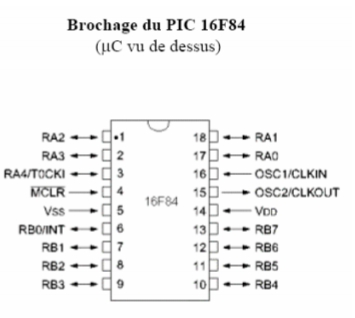 Brochage du PIC 16F84
(µC vu de dessus)
RA2 1 18 RA1
RA3 2 17 RA0
RA4/T0CKI 3 16 OSC1/CLKIN
MCLR 4 15 OSC2/CLKOUT
Vss 5 16F84 14 VDD
RB0/INT 6 13 RB7
RB1 7 12 RB6
RB2 8 11 RB5
RB3 9 10 RB4